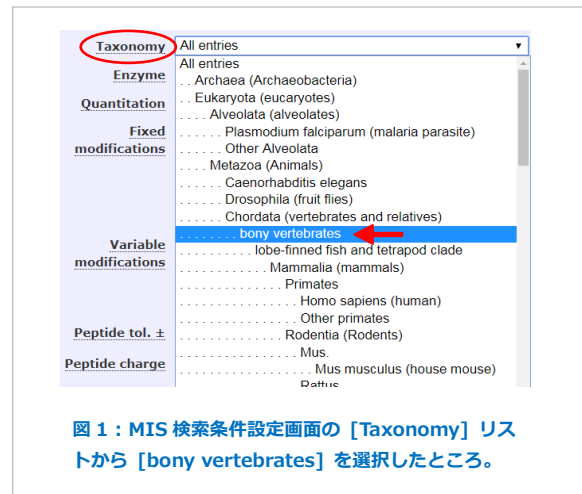 Taxonomy All entries
All entries
Enzyme . . Archaea (Archaeobacteria)
. . Eukaryota (eucaryotes)
Quantitation . . . . Alveolata (alveolates)
Fixed . . . . . . Plasmodium falciparum (malaria parasite)
modifications . . . . . . Other Alveolata
. . . . Metazoa (Animals)
. . . . . . Caenorhabditis elegans
. . . . . . Drosophila (fruit flies)
. . . . . . Chordata (vertebrates and relatives)
Variable . . . . . . . . bony vertebrates
modifications . . . . . . . . . . lobe-finned fish and tetrapod clade
. . . . . . . . . . . . Mammalia (mammals)
. . . . . . . . . . . . . . Primates
. . . . . . . . . . . . . . . . Homo sapiens (human)
Peptide tol. ± . . . . . . . . . . . . . . . . Other primates
. . . . . . . . . . . . . . Rodentia (Rodents)
. . . . . . . . . . . . . . . . Mus.
Peptide charge . . . . . . . . . . . . . . . . . . Mus musculus (house mouse)
. . . . . . . . . . . . . . . . Rattus
図 1：MIS 検索条件設定画面の [Taxonomy] リス
トから [bony vertebrates] を選択したところ。